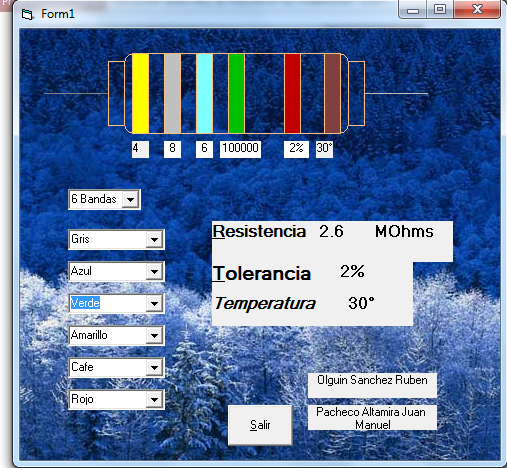 Form1
4 8 6 100000 2% 30°
6 Bandas
Gris
Azul
Verde
Amarillo
Cafe
Rojo
Resistencia 2.6 MOhms
Tolerancia 2%
Temperatura 30°
Olguin Sanchez Ruben
Pacheco Altamira Juan
Manuel
Salir